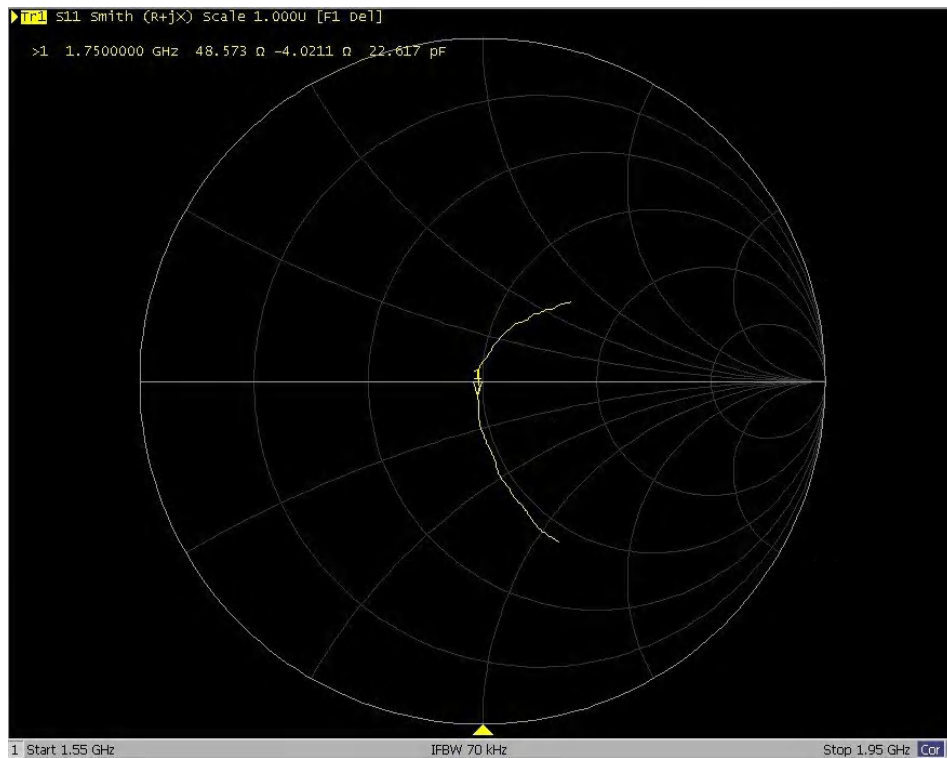 Tr1 S11 Smith (R+jX) Scale 1.000U [F1 Del]
>1 1.7500000 GHz 48.573 Ω -4.0211 Ω 22.617 pF
1
1 Start 1.55 GHz IFBW 70 kHz Stop 1.95 GHz Cor